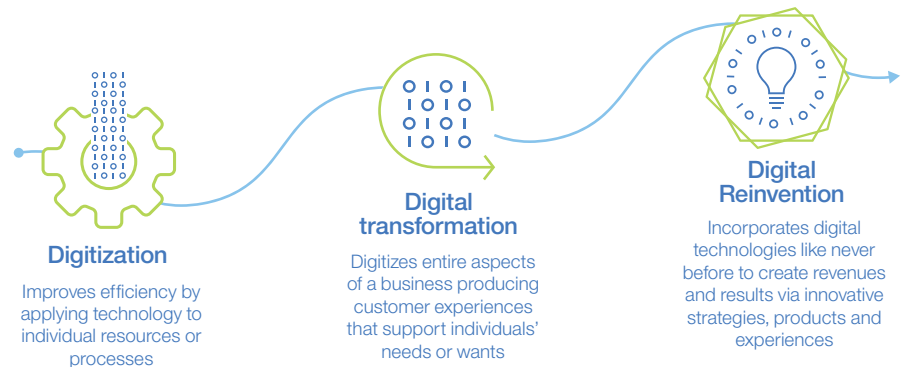 Digitization
Improves efficiency by
applying technology to
individual resources or
processes
Digital
transformation
Digitizes entire aspects
of a business producing
customer experiences
that support individuals’
needs or wants
Digital
Reinvention
Incorporates digital
technologies like never
before to create revenues
and results via innovative
strategies, products and
experiences